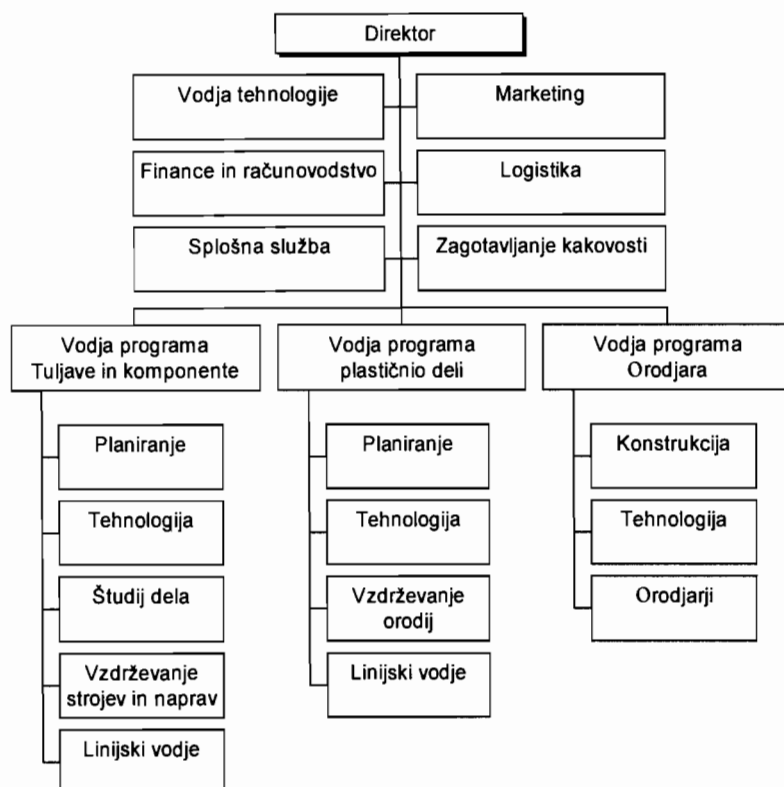 Direktor
Vodja tehnologije
Marketing
Finance in računovodstvo
Logistika
Splošna služba
Zagotavljanje kakovosti
Vodja programa
Tuljave in komponente
Vodja programa
plastičnio deli
Vodja programa
Orodjara
Planiranje
Tehnologija
Študij dela
Vzdrževanje
strojev in naprav
Linijski vodje
Planiranje
Tehnologija
Vzdrževanje
orodij
Linijski vodje
Konstrukcija
Tehnologija
Orodjarji